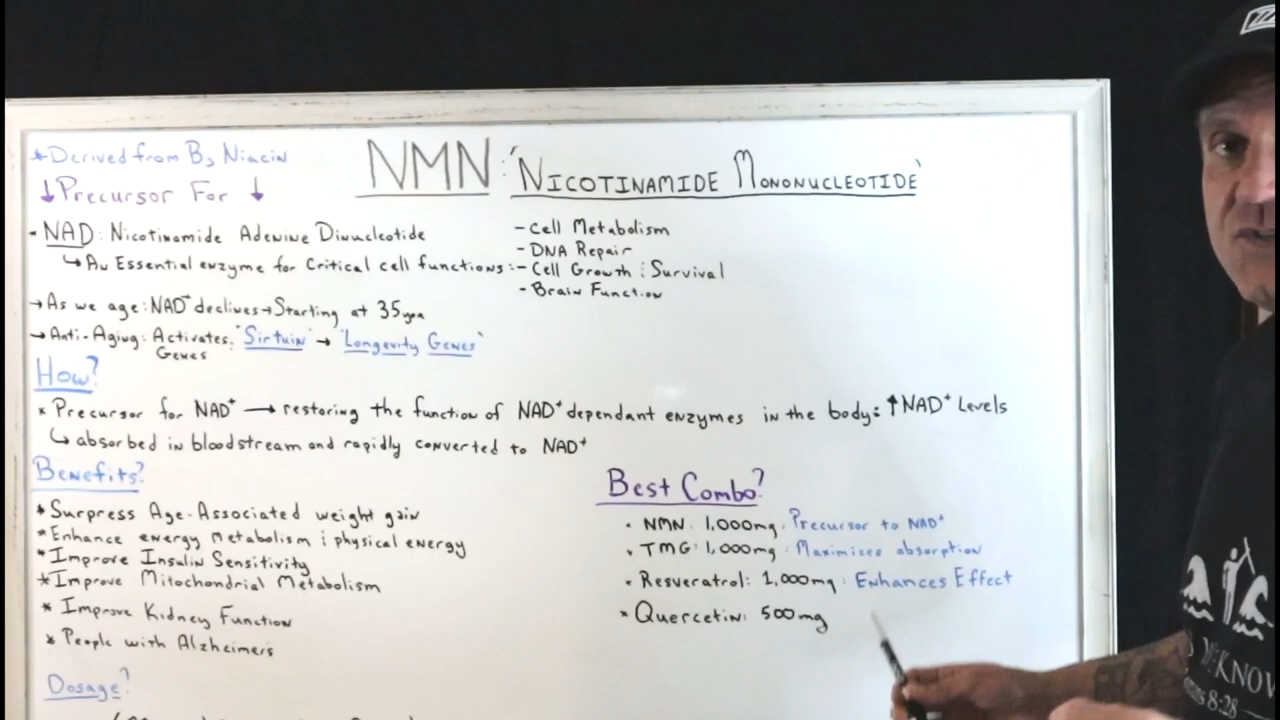 NMN: 'Nicotinamide Mononucleotide'
*Derived from B3 Niacin
↓Precursor For ↓
- NAD: Nicotinamide Adenine Dinucleotide
↳An Essential enzyme for Critical cell functions:
- Cell Metabolism
- DNA Repair
- Cell Growth : Survival
- Brain Function
→As we age: NAD+ declines→Starting at 35
→Anti-Aging: Activates "Sirtuin" → 'Longevity Genes'
Genes
How?
* Precursor for NAD+ → restoring the function of NAD+ dependant enzymes in the body: ↑NAD+ Levels
↳ absorbed in bloodstream and rapidly converted to NAD+
Benefits?
* Surpress Age-Associated weight gain
*Enhance energy metabolism : physical energy
*Improve Insulin Sensitivity
*Improve Mitochondrial Metabolism
* Improve Kidney Function
* People with Alzheimers
Dosage?
Best Combo?
• NMN: 1,000mg: Precursor to NAD+
• TMG: 1,000mg: Maximizes absorption
• Resveratrol: 1,000mg: Enhances Effect
• Quercetin: 500mg
8:28